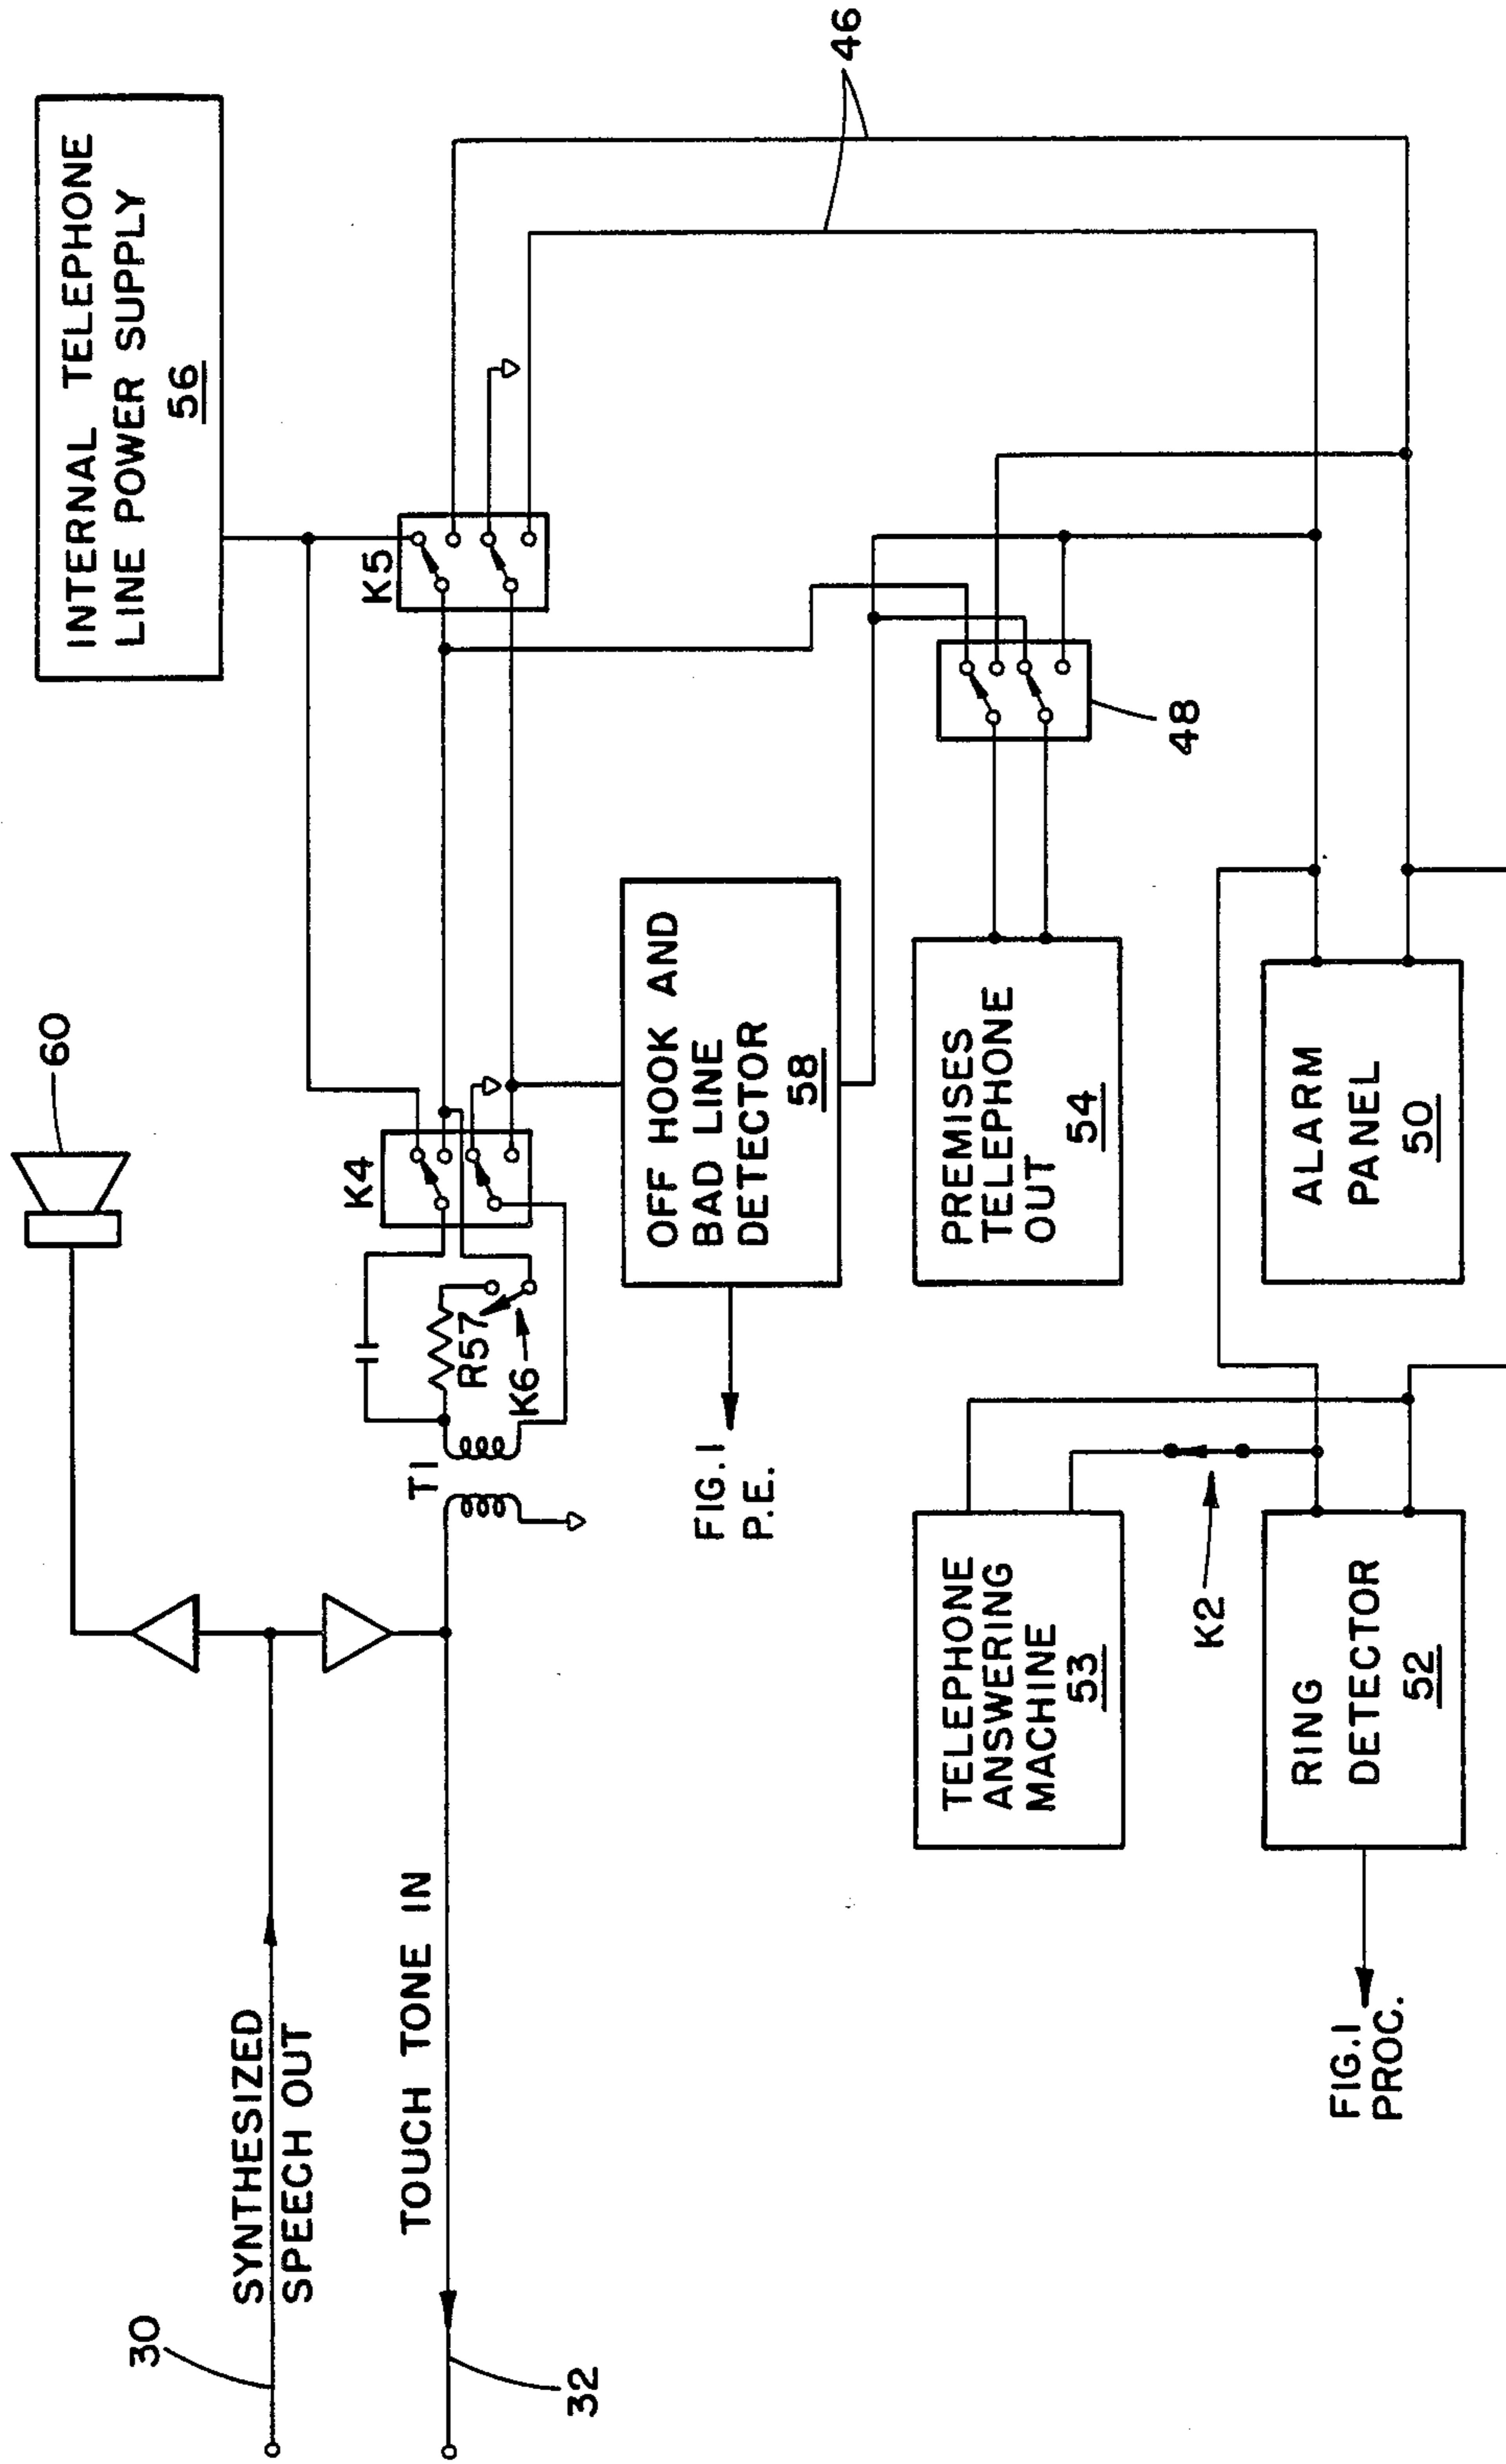 INTERNAL TELEPHONE
LINE POWER SUPPLY
56
60
K5
K4
46
30
SYNTHESIZED
SPEECH OUT
T1
R57
K6
TOUCH TONE IN
32
OFF HOOK AND
BAD LINE
DETECTOR
58
FIG.1
P.E.
48
TELEPHONE
ANSWERING
MACHINE
53
PREMISES
TELEPHONE
OUT
54
K2
RING
DETECTOR
52
ALARM
PANEL
50
FIG.1
PROC.